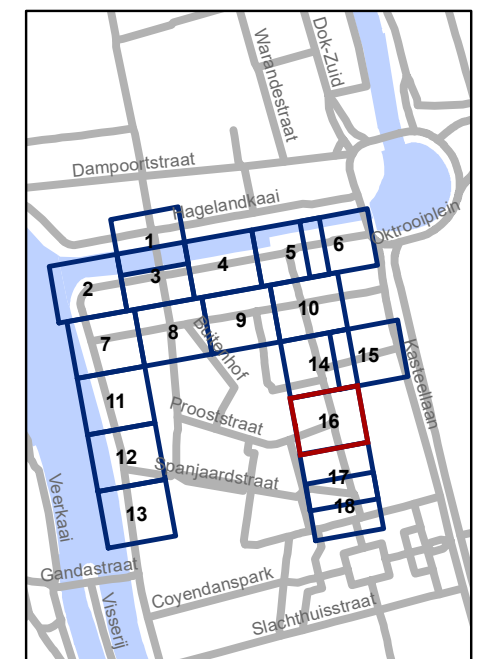 Warandestraat
Dok-Zuid
Dampoortstraat
Hagelandkaai
Oktrooiplein
1
2
3
4
5
6
7
8
9
10
Buitenhof
11
14
15
Kasteellaan
Prooststraat
16
12
Spanjaardstraat
17
13
18
Veerkaai
Gandastraat
Visserij
Coyendanspark
Slachthuisstraat